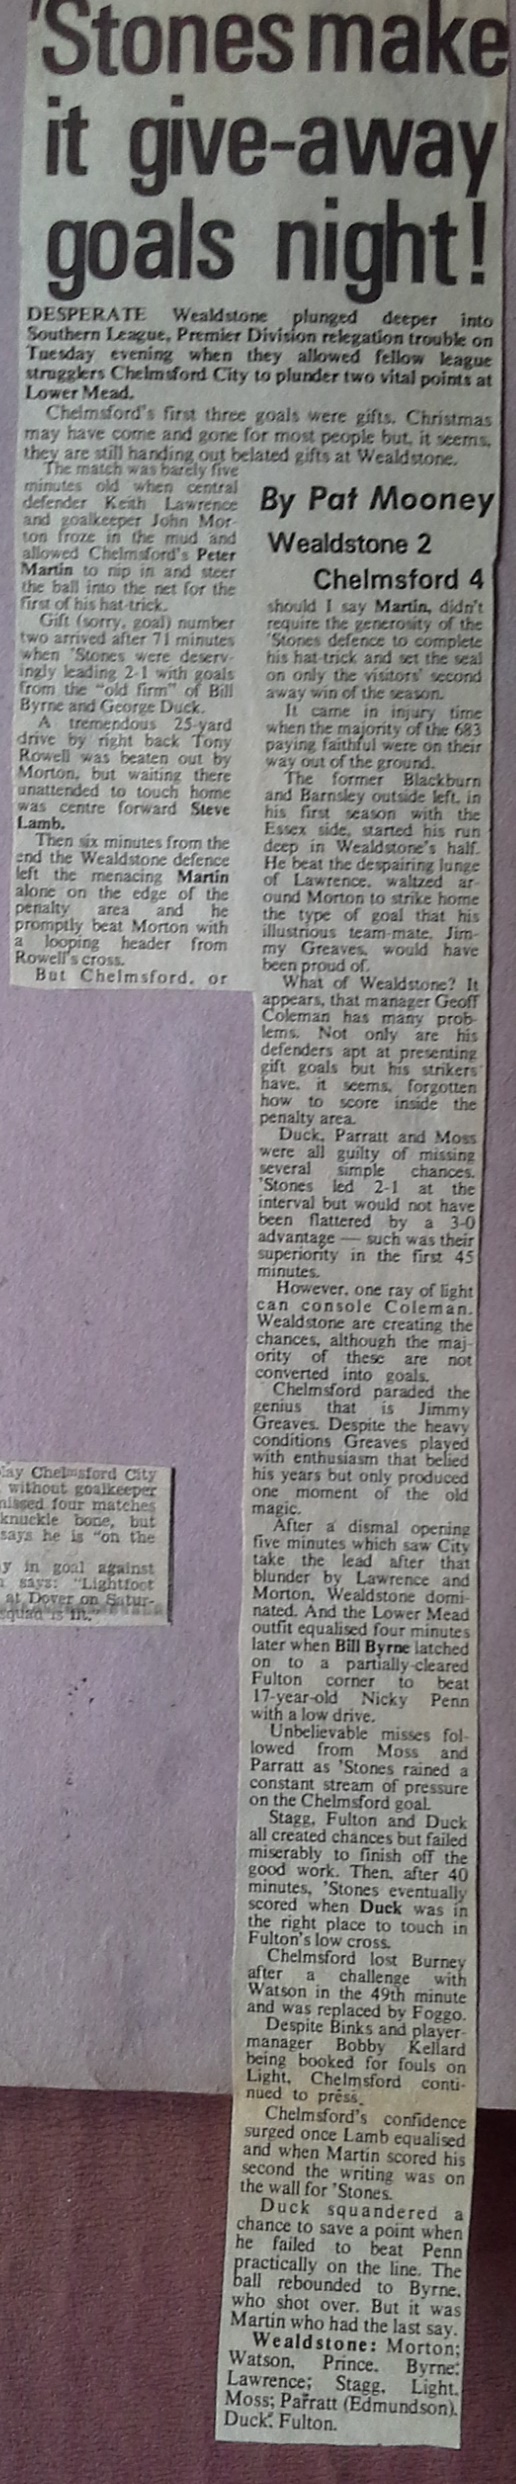 'Stones make
it give-away
goals night!
DESPERATE Wealdstone plunged deeper into
Southern League, Premier Division relegation trouble on
Tuesday evening when they allowed fellow league
strugglers Chelmsford City to plunder two vital points at
Lower Mead.
Chelmsford's first three goals were gifts. Christmas
may have come and gone for most people but, it seems,
they are still handing out belated gifts at Wealdstone.
The match was barely five
minutes old when central
defender Keith Lawrence
and goalkeeper John Mor-
ton froze in the mud and
allowed Chelmsford's Peter
Martin to nip in and steer
the ball into the net for the
first of his hat-trick.
Gift (sorry, goal) number
two arrived after 71 minutes
when 'Stones were deserv-
ingly leading 2-1 with goals
from the "old firm" of Bill
Byrne and George Duck.
A tremendous 25-yard
drive by right back Tony
Rowell was beaten out by
Morton, but waiting there
unattended to touch home
was centre forward Steve
Lamb.
Then six minutes from the
end the Wealdstone defence
left the menacing Martin
alone on the edge of the
penalty area and he
promptly beat Morton with
a looping header from
Rowell's cross.
But Chelmsford, or
By Pat Mooney
Wealdstone 2
Chelmsford 4
should I say Martin, didn't
require the generosity of the
'Stones defence to complete
his hat-trick and set the seal
on only the visitors' second
away win of the season.
It came in injury time
when the majority of the 683
paying faithful were on their
way out of the ground.
The former Blackburn
and Barnsley outside left, in
his first season with the
Essex side, started his run
deep in Wealdstone's half.
He beat the despairing lunge
of Lawrence, waltzed ar-
ound Morton to strike home
the type of goal that his
illustrious team-mate, Jim-
my Greaves, would have
been proud of.
What of Wealdstone? It
appears, that manager Geoff
Coleman has many prob-
lems. Not only are his
defenders apt at presenting
gift goals but his strikers
have, it seems, forgotten
how to score inside the
penalty area.
Duck, Parratt and Moss
were all guilty of missing
several simple chances.
'Stones led 2-1 at the
interval but would not have
been flattered by a 3-0
advantage — such was their
superiority in the first 45
minutes.
However, one ray of light
can console Coleman.
Wealdstone are creating the
chances, although the maj-
ority of these are not
converted into goals.
Chelmsford paraded the
genius that is Jimmy
Greaves. Despite the heavy
conditions Greaves played
with enthusiasm that belied
his years but only produced
one moment of the old
magic.
After a dismal opening
five minutes which saw City
take the lead after that
blunder by Lawrence and
Morton, Wealdstone domi-
nated. And the Lower Mead
outfit equalised four minutes
later when Bill Byrne latched
on to a partially-cleared
Fulton corner to beat
17-year-old Nicky Penn
with a low drive.
Unbelievable misses fol-
lowed from Moss and
Parratt as 'Stones rained a
constant stream of pressure
on the Chelmsford goal.
Stagg, Fulton and Duck
all created chances but failed
miserably to finish off the
good work. Then, after 40
minutes, 'Stones eventually
scored when Duck was in
the right place to touch in
Fulton's low cross.
Chelmsford lost Burney
after a challenge with
Watson in the 49th minute
and was replaced by Foggo.
Despite Binks and player-
manager Bobby Kellard
being booked for fouls on
Light, Chelmsford conti-
nued to press.
Chelmsford's confidence
surged once Lamb equalised
and when Martin scored his
second the writing was on
the wall for 'Stones.
Duck squandered a
chance to save a point when
he failed to beat Penn
practically on the line. The
ball rebounded to Byrne,
who shot over. But it was
Martin who had the last say.
Wealdstone: Morton;
Watson, Prince, Byrne;
Lawrence; Stagg, Light,
Moss; Parratt (Edmundson),
Duck, Fulton.
lay Chelmsford City
without goalkeeper
missed four matches
knuckle bone, but
says he is "on the
y in goal against
says: "Lightfoot
at Dover on Satur-
squad is fit.